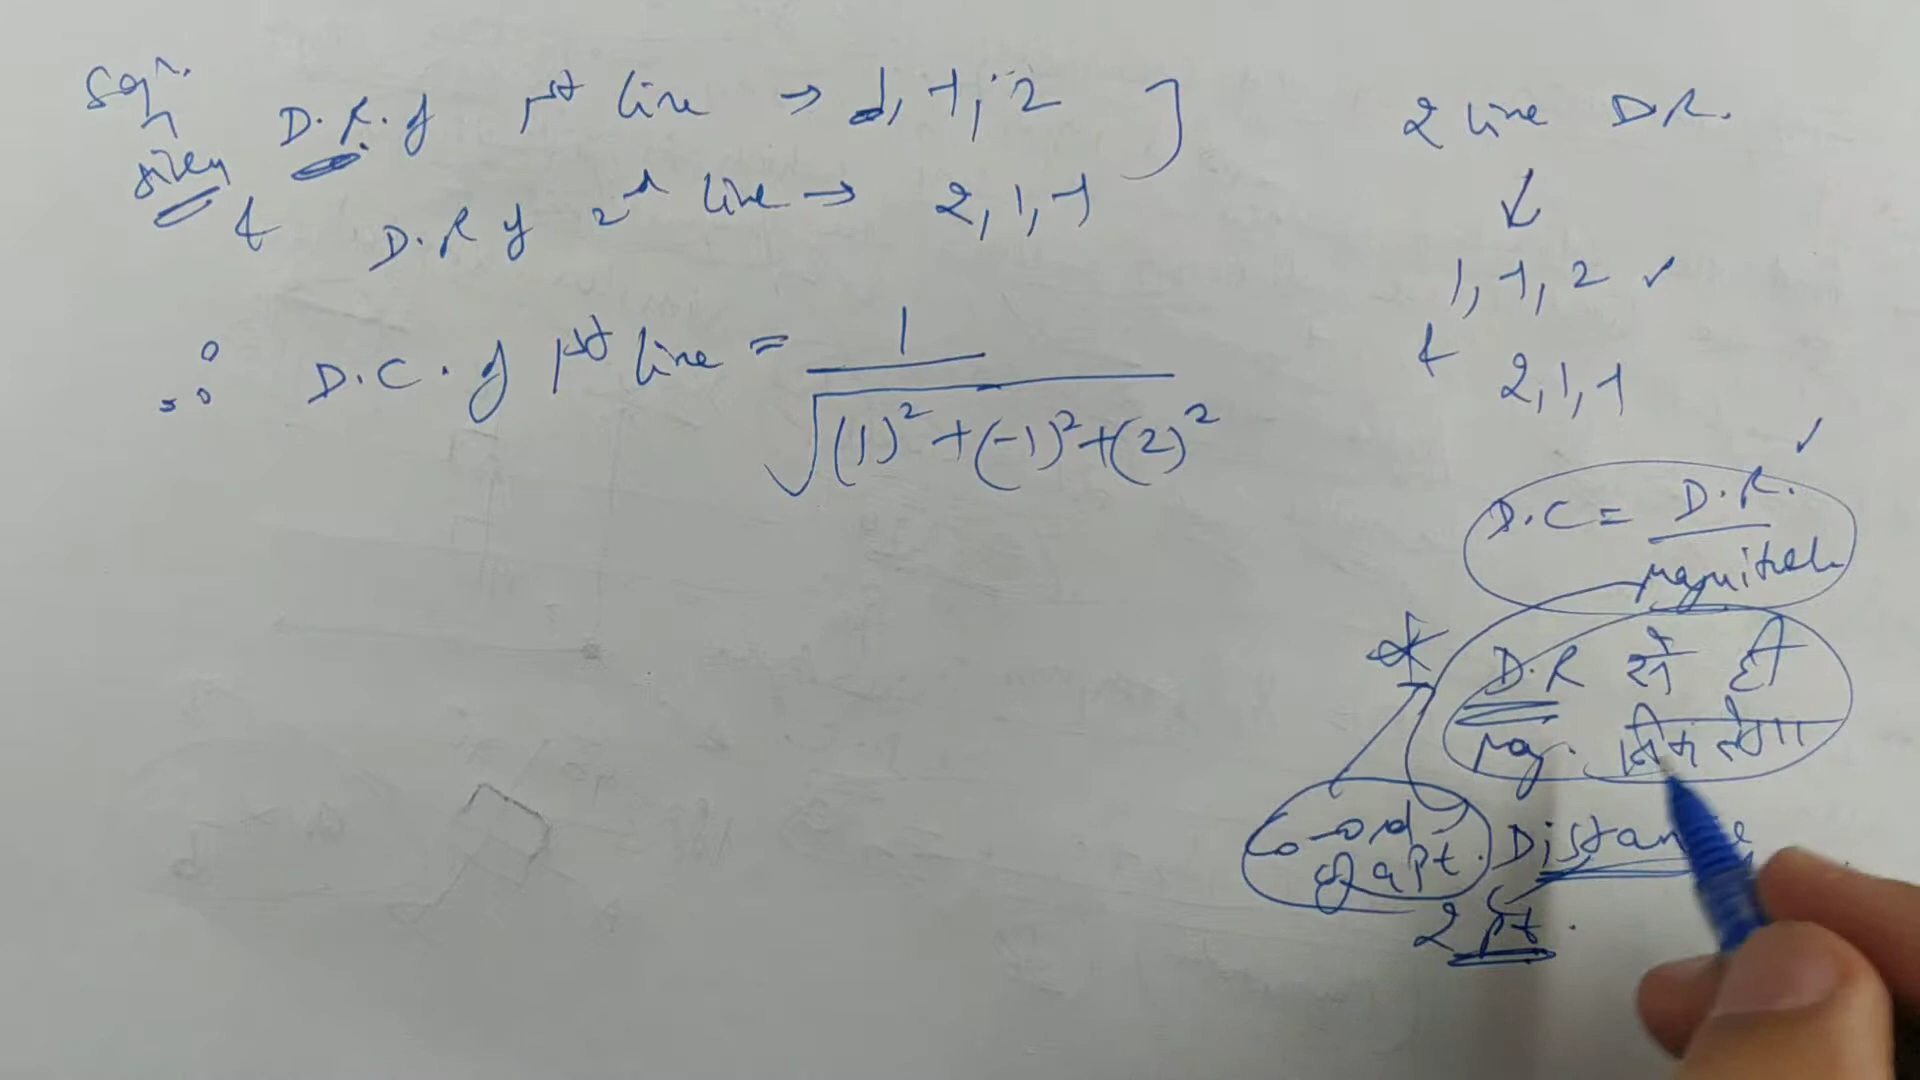 Soln.
given D.R. of 1st line → 1, -1, 2
& D.R of 2nd line → 2, 1, -1
∴ D.C. of 1st line = 1 / √(1)²+(-1)²+(2)²
2 line D.R.
↓
1, -1, 2 ✓
& 2, 1, -1
✓
D.C = D.R. / magnitude
* D.R से ही
mag.
Co-ord of a pt. Distance
2 pt.